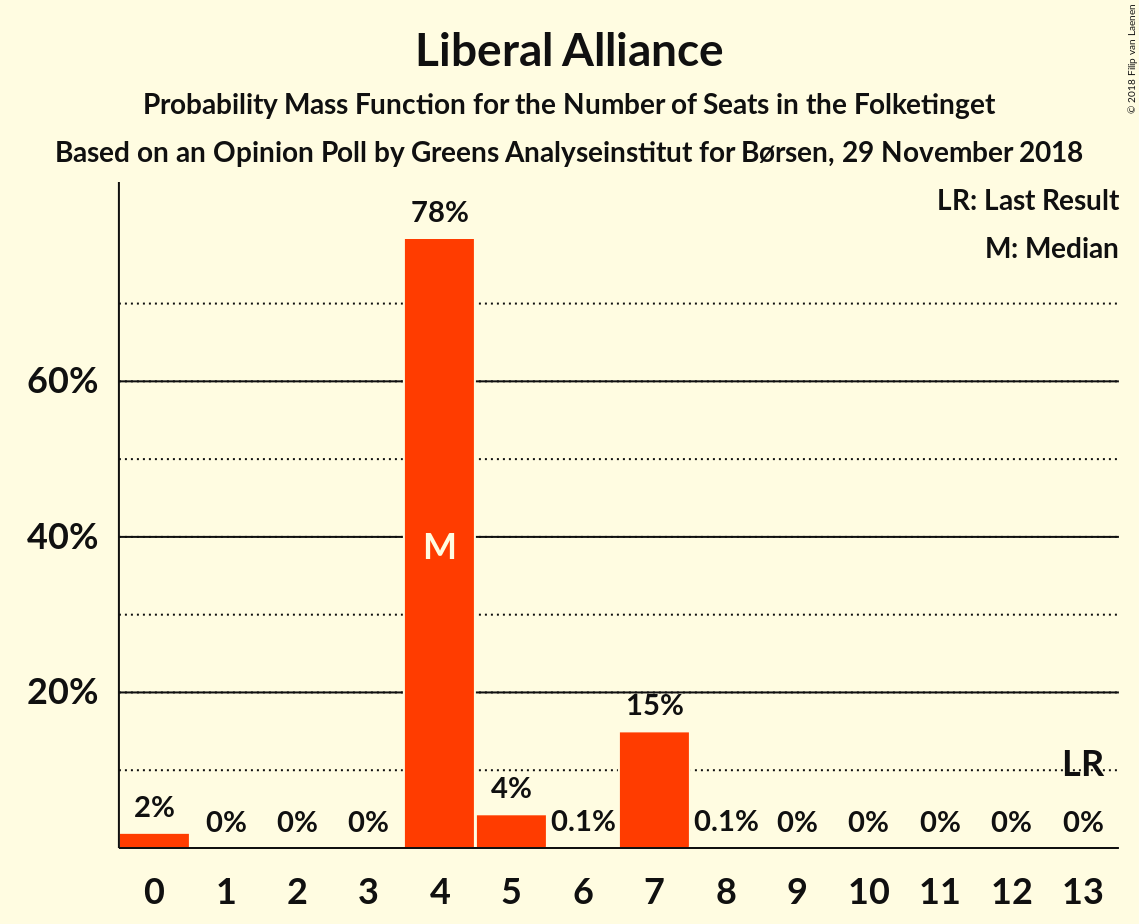 Liberal Alliance
Probability Mass Function for the Number of Seats in the Folketinget
Based on an Opinion Poll by Greens Analyseinstitut for Børsen, 29 November 2018
© 2018 Filip van Laenen
LR: Last Result
M: Median
78%
60%
40%
M
20%
15%
LR
2%
0%
0%
0%
4%
0.1%
0.1%
0%
0%
0%
0%
0%
0 1 2 3 4 5 6 7 8 9 10 11 12 13